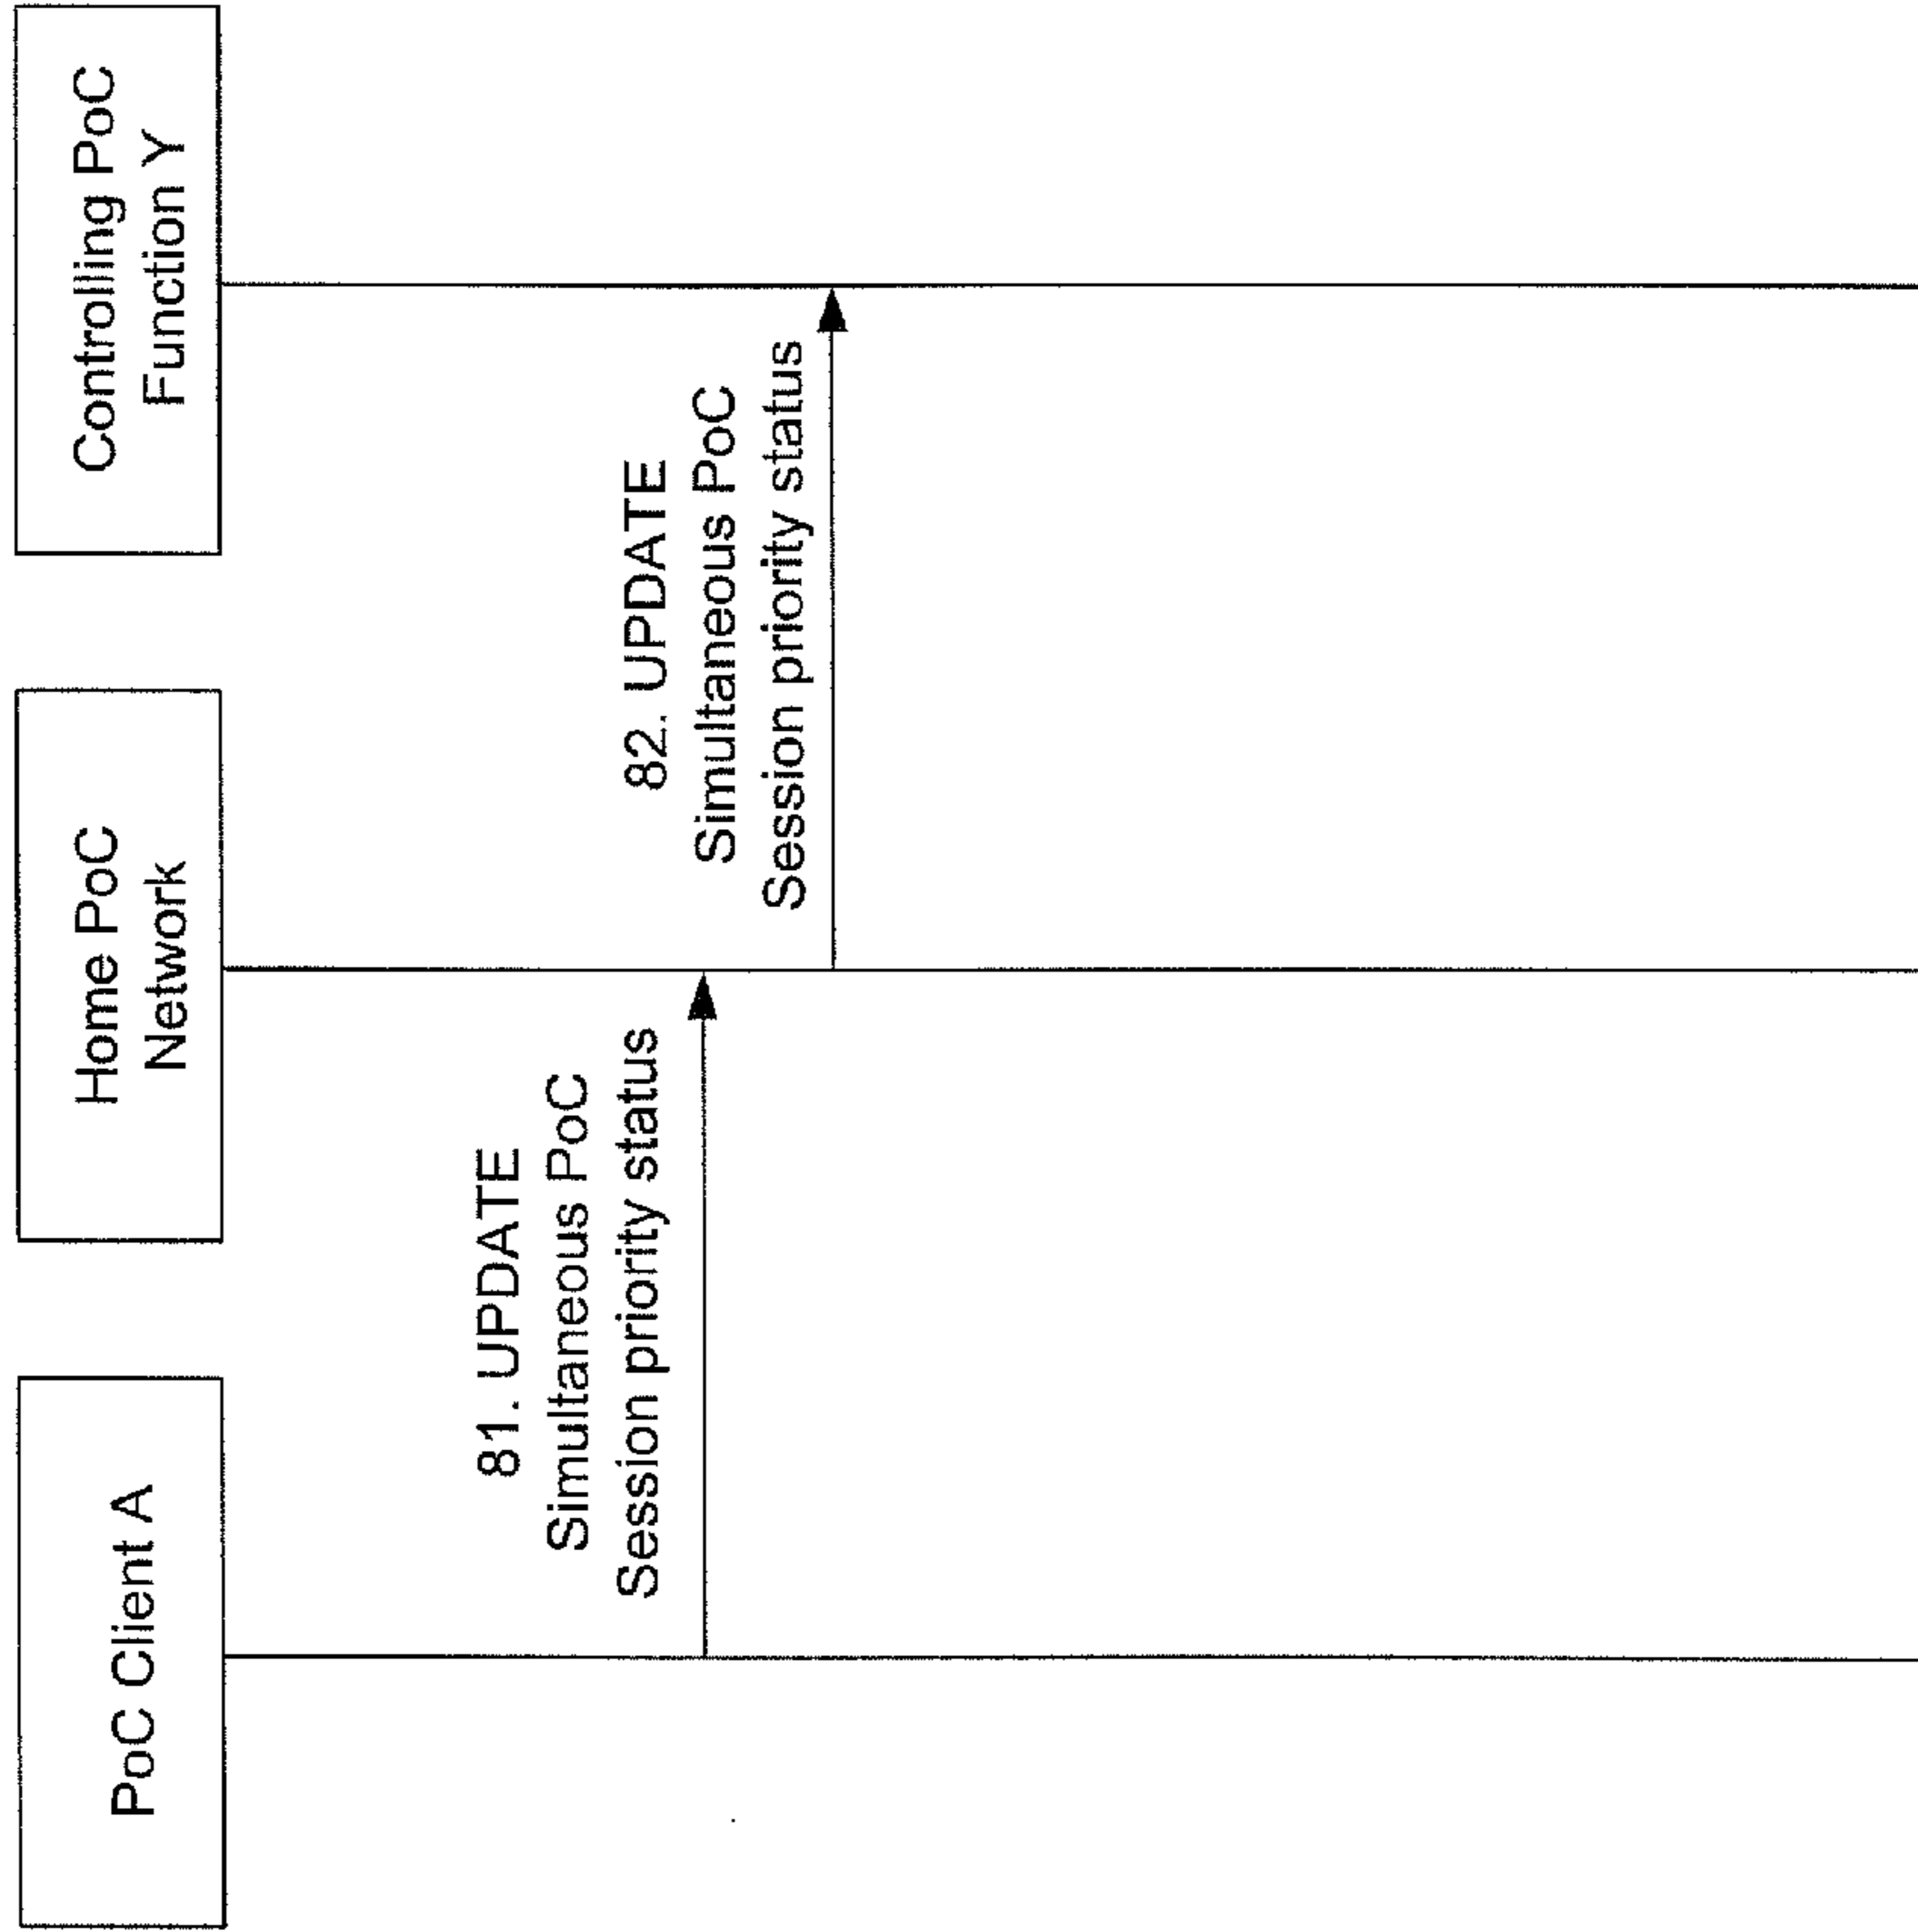 PoC Client A
Home PoC
Network
Controlling PoC
Function Y
81. UPDATE
Simultaneous PoC
Session priority status
82. UPDATE
Simultaneous PoC
Session priority status